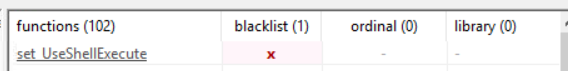 functions (102) blacklist (1) ordinal (0) library (0)
set_UseShellExecute x - -